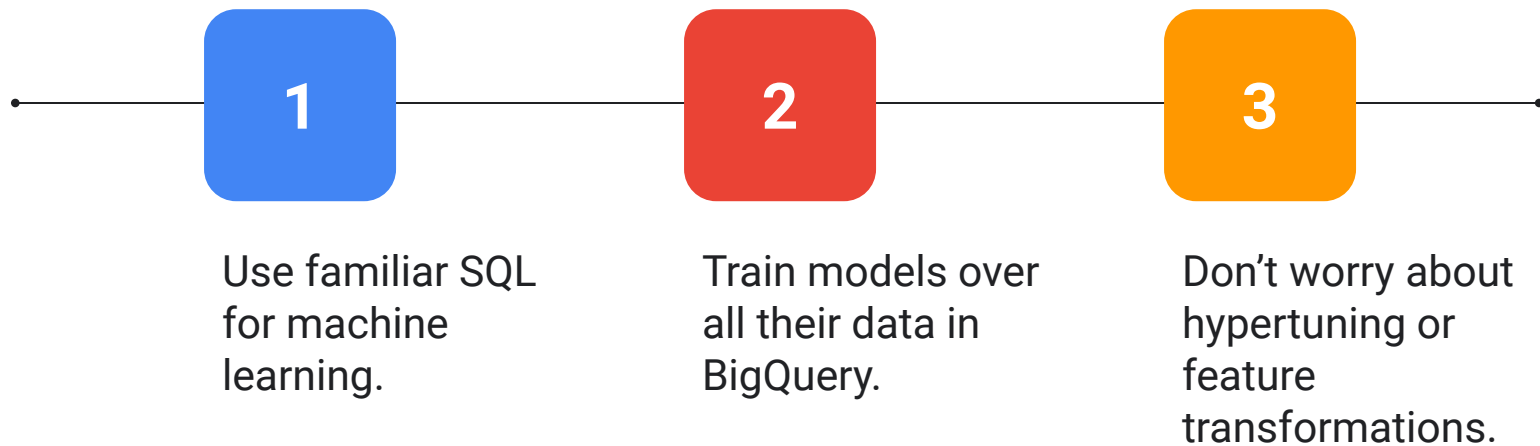 1
Use familiar SQL
for machine
learning.
2
Train models over
all their data in
BigQuery.
3
Don’t worry about
hypertuning or
feature
transformations.